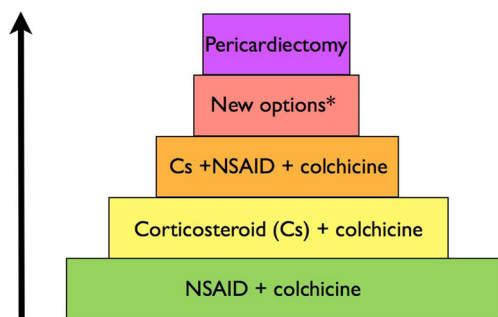 Pericardiectomy
New options*
Cs +NSAID + colchicine
Corticosteroid (Cs) + colchicine
NSAID + colchicine